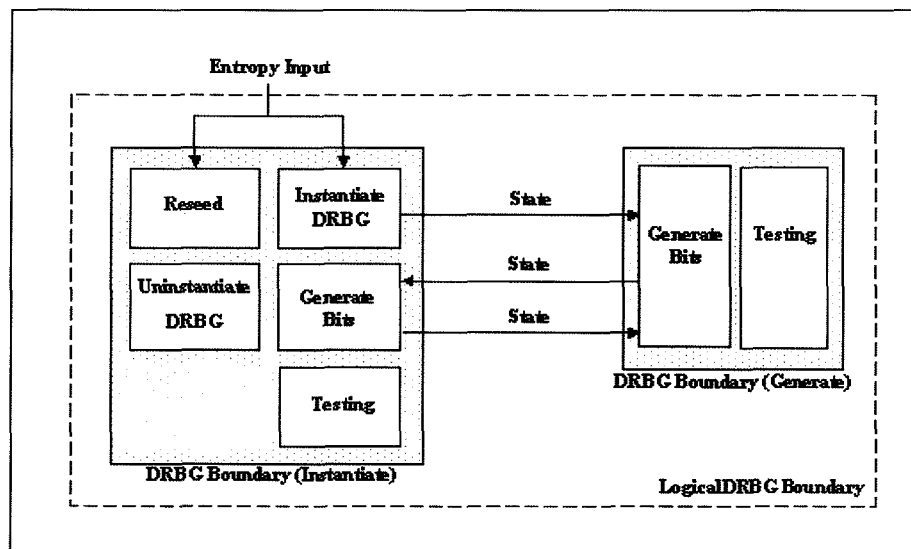 Entropy Input
Reseed
Instantiate
DRBG
State
Generate
Bits
Testing
State
Uninstantiate
DRBG
Generate
Bits
State
Testing
DRBG Boundary (Generate)
DRBG Boundary (Instantiate)
LogicalDRBG Boundary